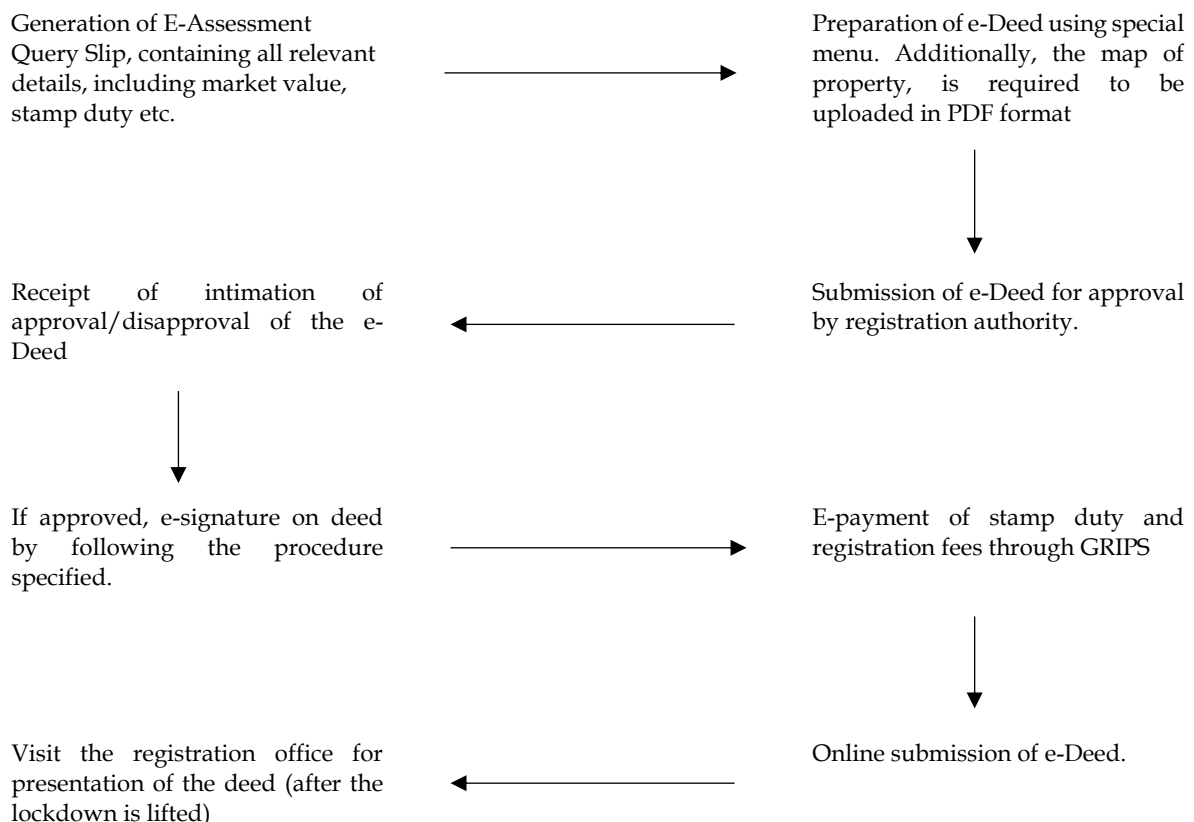 Generation of E-Assessment
Query Slip, containing all relevant
details, including market value,
stamp duty etc.
Preparation of e-Deed using special
menu. Additionally, the map of
property, is required to be
uploaded in PDF format
Submission of e-Deed for approval
by registration authority.
Receipt of intimation of
approval/disapproval of the e-
Deed
If approved, e-signature on deed
by following the procedure
specified.
E-payment of stamp duty and
registration fees through GRIPS
Online submission of e-Deed.
Visit the registration office for
presentation of the deed (after the
lockdown is lifted)